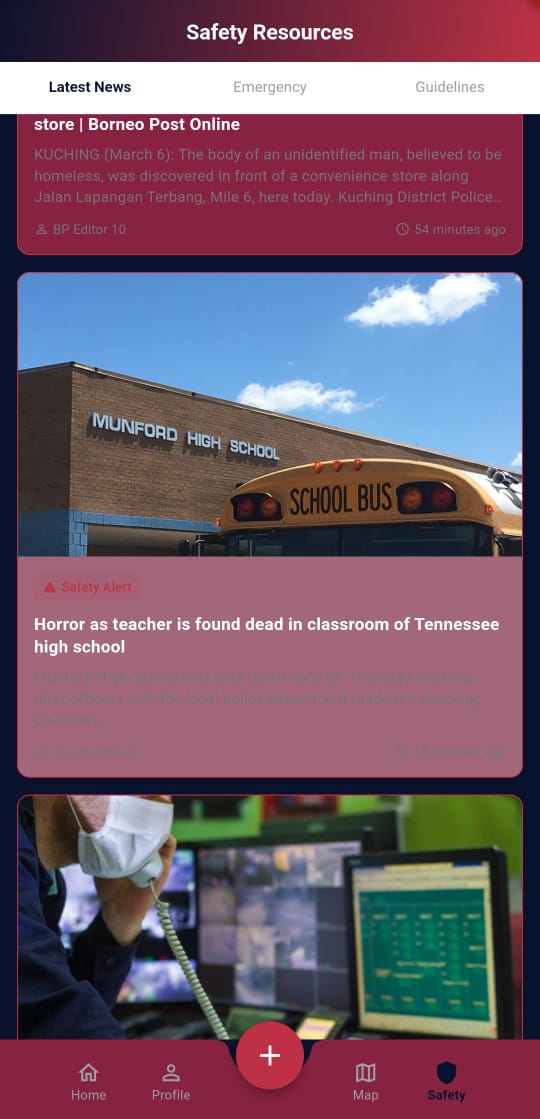 Safety Resources
Latest News
Emergency
Guidelines
store | Borneo Post Online
KUCHING (March 6): The body of an unidentified man, believed to be
homeless, was discovered in front of a convenience store along
Jalan Lapangan Terbang, Mile 6, here today. Kuching District Police…
BP Editor 10
54 minutes ago
MUNFORD HIGH SCHOOL
SCHOOL BUS
Safety Alert
Horror as teacher is found dead in classroom of Tennessee
high school
Munford High School was shut down early on Thursday morning
after officers with the local police department made the shocking
discovery.
55 minutes ago
Home
Profile
+
Map
Safety